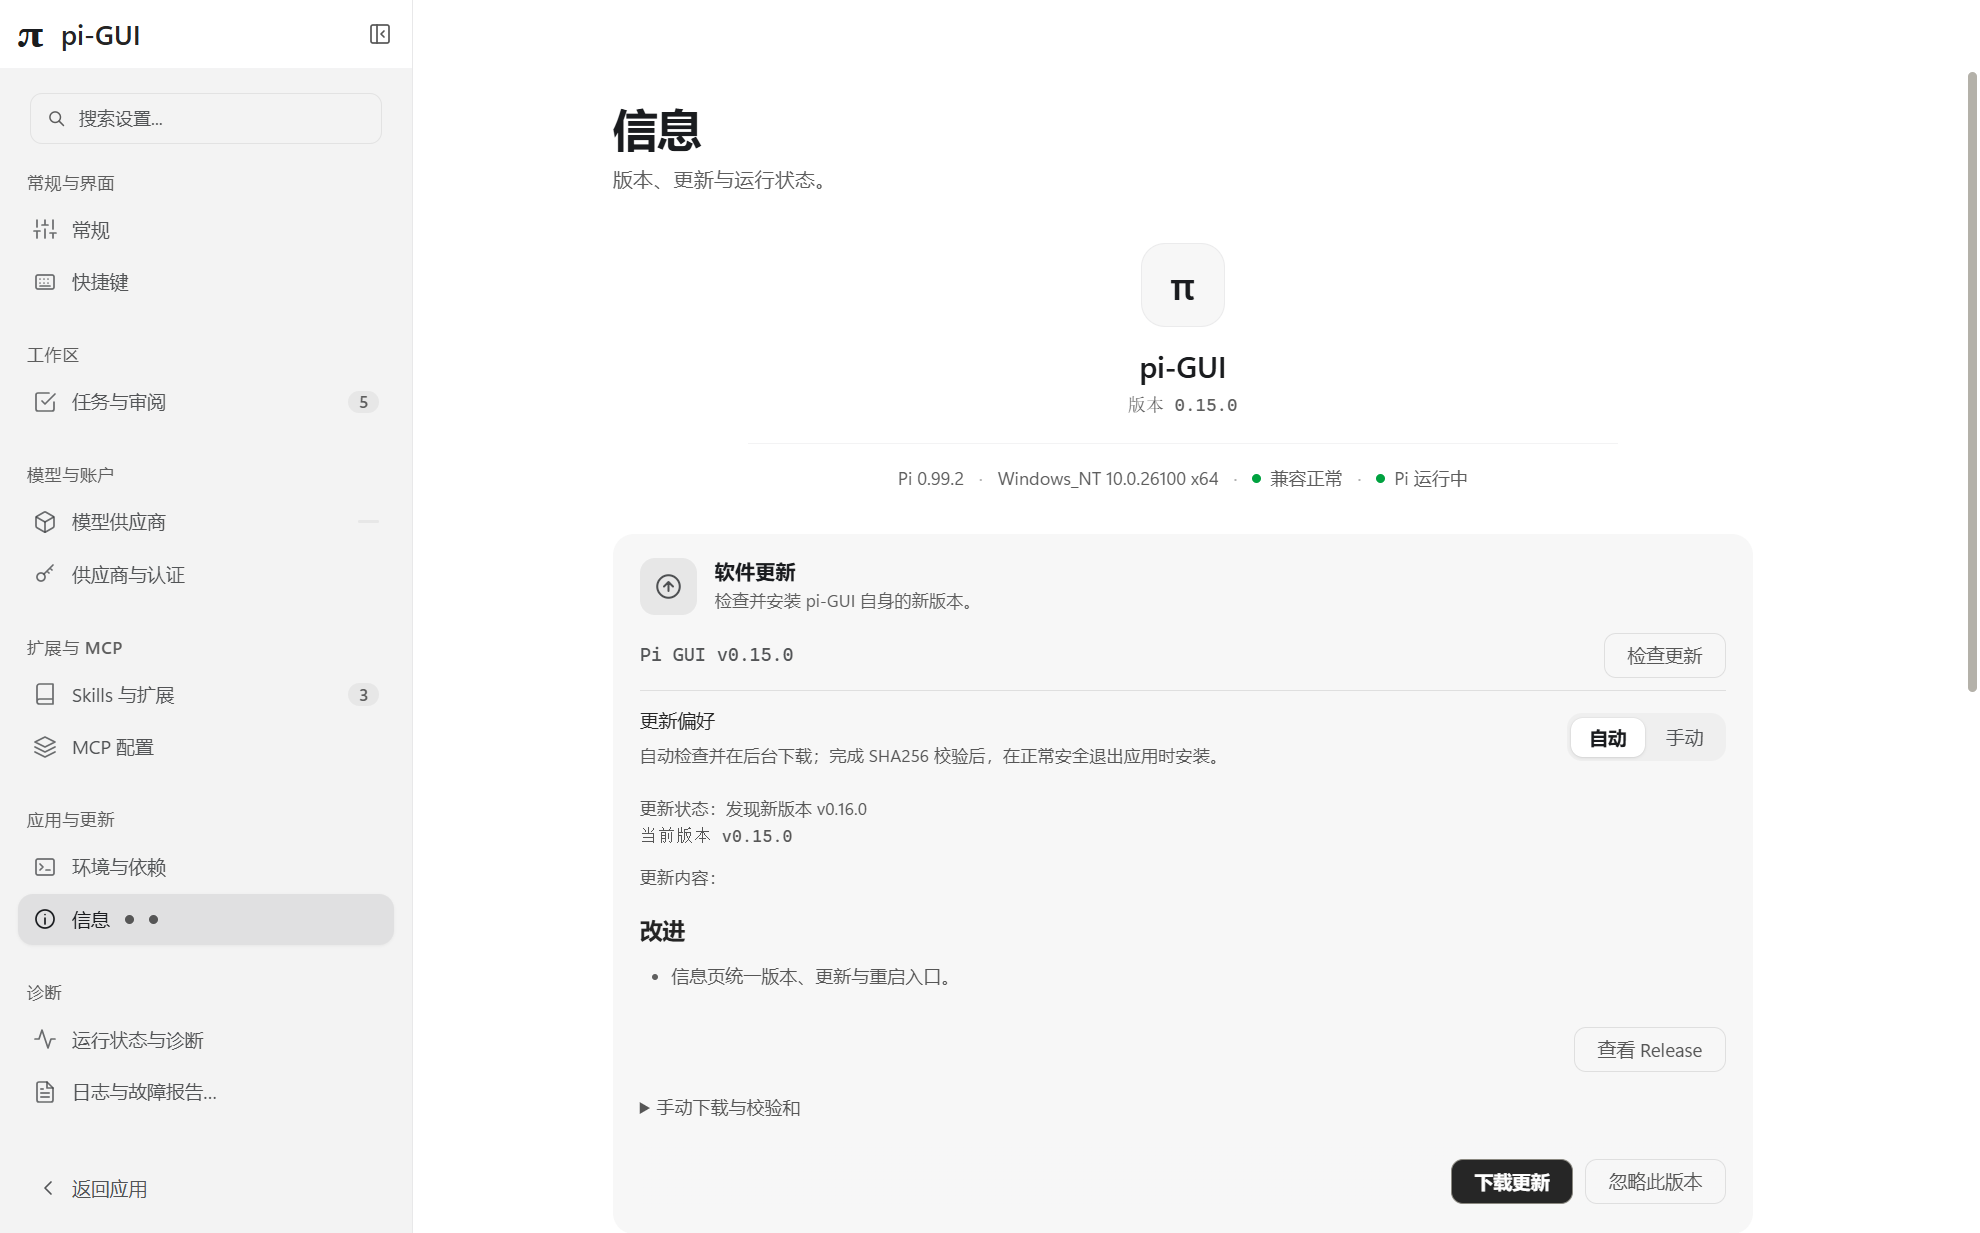 π pi-GUI
搜索设置...
常规与界面
常规
快捷键
工作区
任务与审阅 5
模型与账户
模型供应商
供应商与认证
扩展与 MCP
Skills 与扩展 3
MCP 配置
应用与更新
环境与依赖
信息
诊断
运行状态与诊断
日志与故障报告...
返回应用
信息
版本、更新与运行状态。
π
pi-GUI
版本 0.15.0
Pi 0.99.2 · Windows_NT 10.0.26100 x64 · 兼容正常 · Pi 运行中
软件更新
检查并安装 pi-GUI 自身的新版本。
Pi GUI v0.15.0
检查更新
更新偏好
自动检查并在后台下载；完成 SHA256 校验后，在正常安全退出应用时安装。
自动 手动
更新状态：发现新版本 v0.16.0
当前版本 v0.15.0
更新内容：
改进
• 信息页统一版本、更新与重启入口。
查看 Release
手动下载与校验和
下载更新 忽略此版本